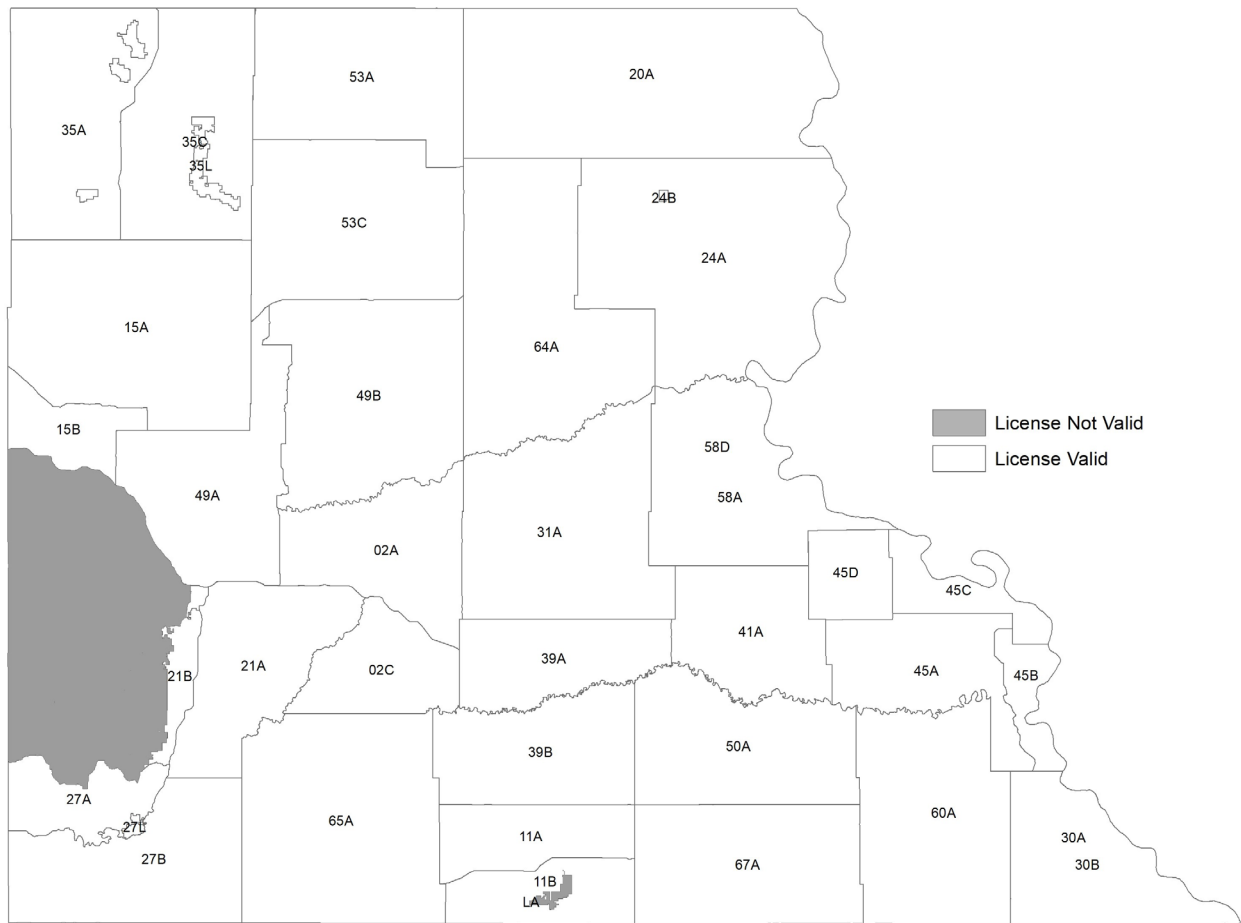 53A
20A
35A
35C
35L
24B
53C
24A
15A
64A
49B
15B
License Not Valid
58D
License Valid
49A
58A
31A
02A
45D
45C
41A
39A
21A
02C
45A
21B
45B
50A
39B
27A
60A
65A
27L
11A
30A
27B
67A
30B
11B
LA